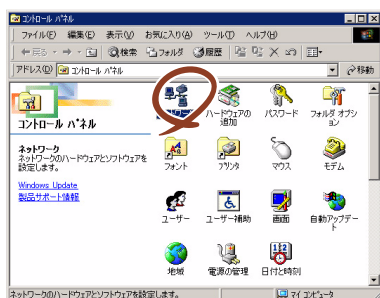 コントロール パネル
ファイル(F) 編集(E) 表示(V) お気に入り(A) ツール(T) ヘルプ(H)
戻る 検索 フォルダ 履歴
アドレス(D) コントロール パネル 移動
コントロール パネル
ネットワーク
ネットワークのハードウェアとソフトウェアを
設定します。
Windows Update
製品サポート情報
ハードウェアの
追加
パスワード
フォルダ オプシ
ョン
フォント
プリンタ
マウス
モデム
ユーザー
ユーザー補助
画面
自動アップデー
ト
地域
電源の管理
日付と時刻
ネットワークのハードウェアとソフトウェアを設定します。
マイ コンピュータ